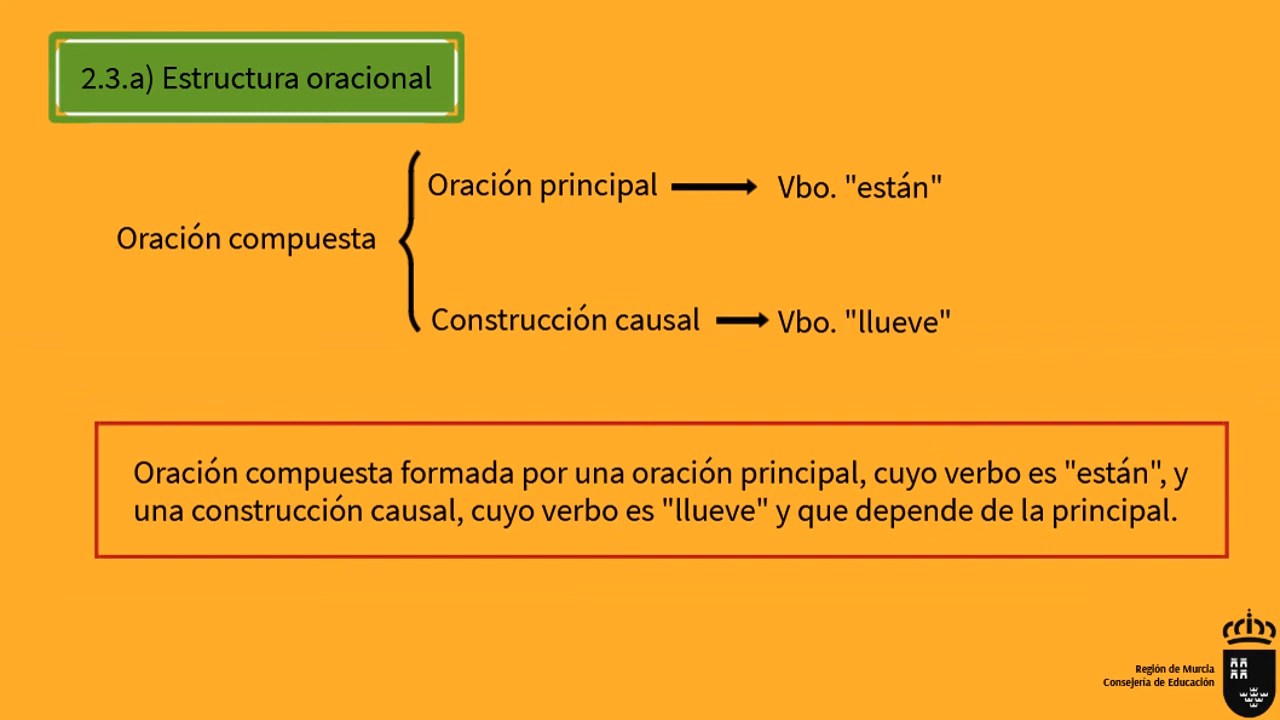 2.3.a) Estructura oracional
Oración principal
Vbo. "están"
Oración compuesta
Construcción causal
Vbo. "llueve"
Oración compuesta formada por una oración principal, cuyo verbo es "están", y
una construcción causal, cuyo verbo es "llueve" y que depende de la principal.
Región de Murcia
Consejería de Educación